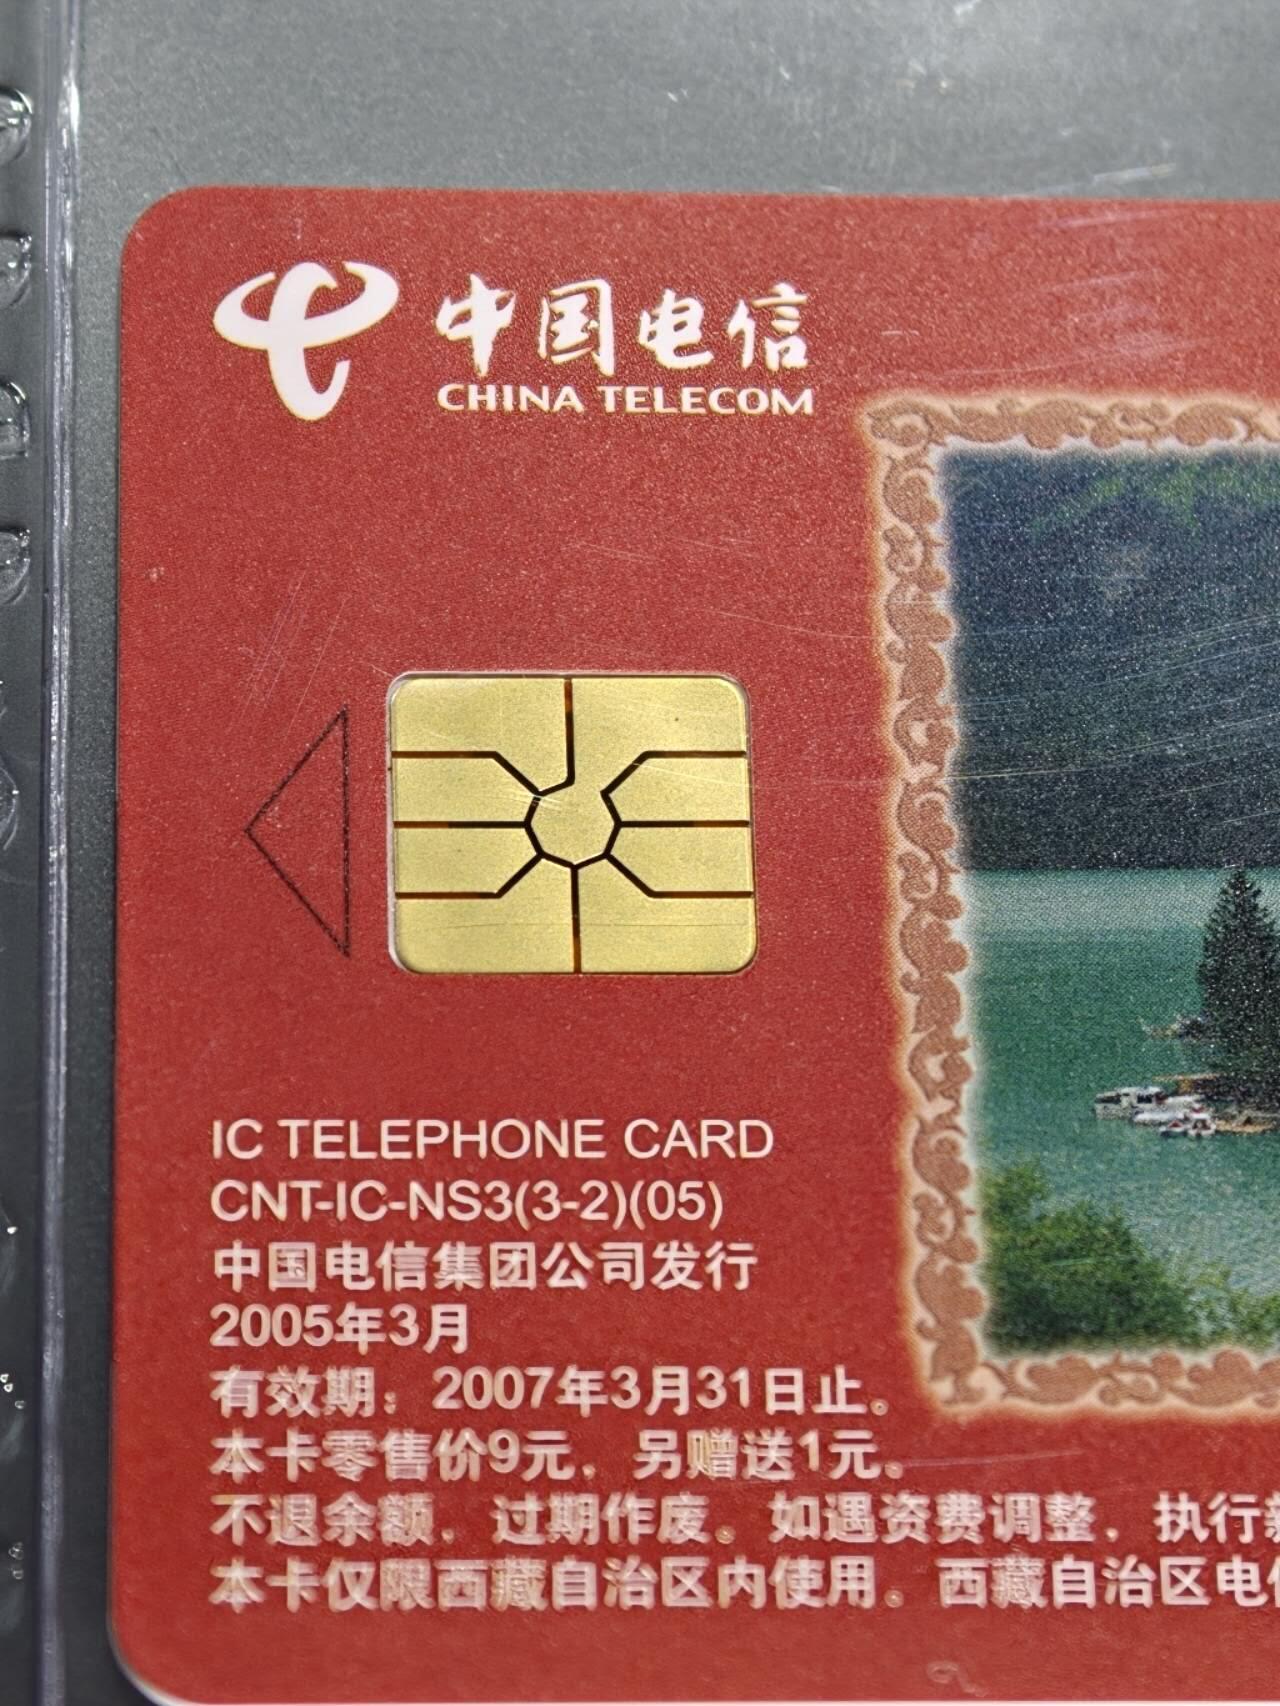 中国电信
CHINA TELECOM
IC TELEPHONE CARD
CNT-IC-NS3(3-2)(05)
中国电信集团公司发行
2005年3月
有效期：2007年3月31日止。
本卡零售价9元，另赠送1元。
不退余额，过期作废。如遇资费调整，执行新
本卡仅限西藏自治区内使用。西藏自治区电信